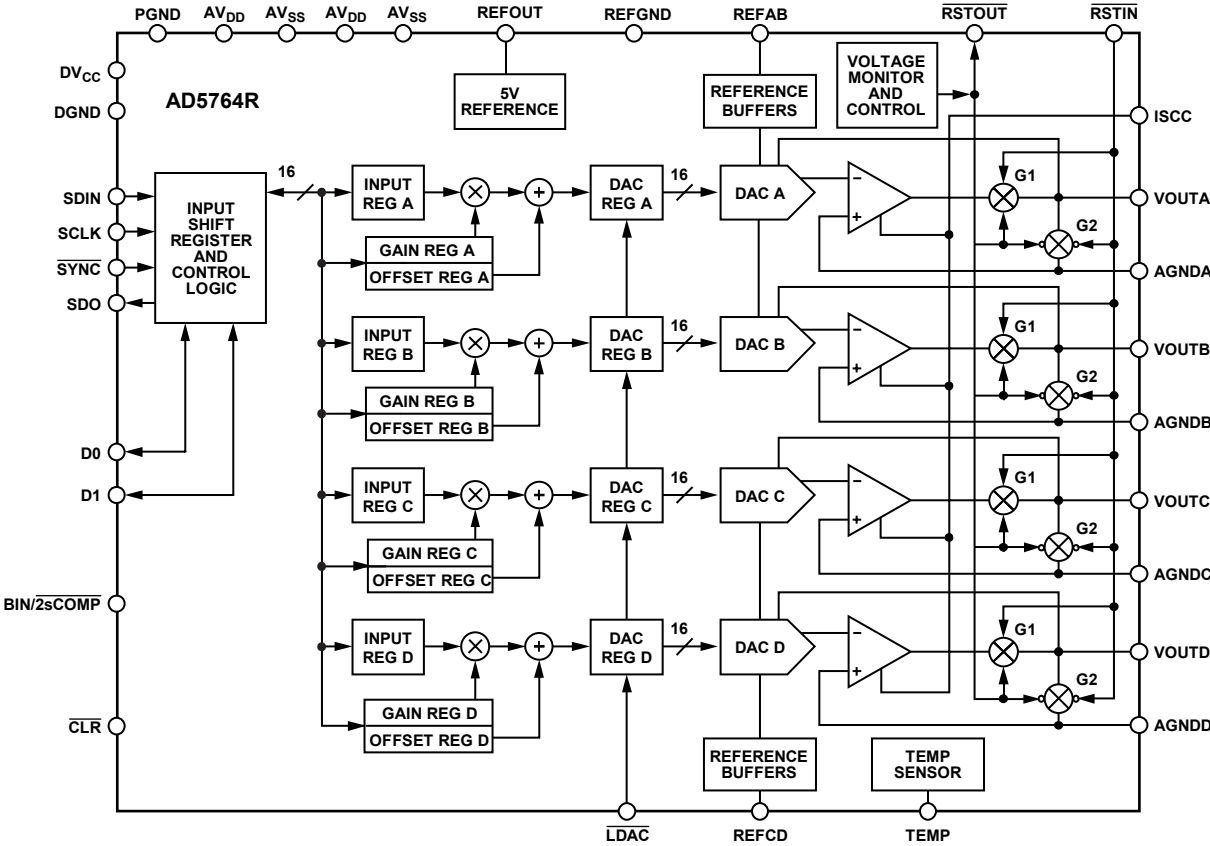 PGND AVDD AVSS AVDD AVSS REFOUT REFGND REFAB RSTOUT RSTIN
DVCC
DGND
AD5764R
5V
REFERENCE
REFERENCE
BUFFERS
VOLTAGE
MONITOR
AND
CONTROL
ISCC
SDIN
SCLK
SYNC
SDO
INPUT
SHIFT
REGISTER
AND
CONTROL
LOGIC
16
INPUT
REG A
×
+
GAIN REG A
OFFSET REG A
DAC
REG A
16
DAC A
−
+
G1
G2
VOUTA
AGNDA
INPUT
REG B
×
+
GAIN REG B
OFFSET REG B
DAC
REG B
16
DAC B
−
+
G1
G2
VOUTB
AGNDB
D0
D1
INPUT
REG C
×
+
GAIN REG C
OFFSET REG C
DAC
REG C
16
DAC C
−
+
G1
G2
VOUTC
AGNDC
BIN/2sCOMP
CLR
INPUT
REG D
×
+
GAIN REG D
OFFSET REG D
DAC
REG D
16
DAC D
−
+
G1
G2
VOUTD
AGNDD
REFERENCE
BUFFERS
TEMP
SENSOR
LDAC REFCD TEMP